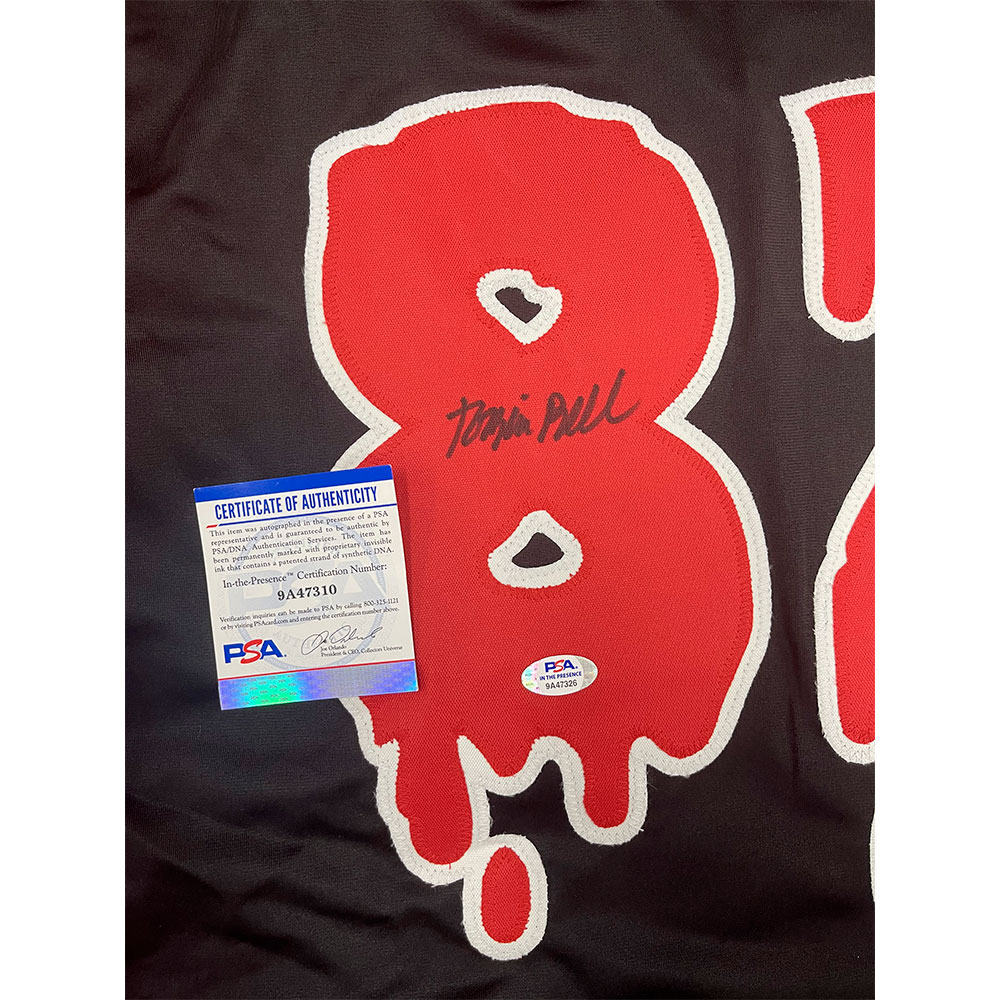 8
Tobin Bell
CERTIFICATE OF AUTHENTICITY
This item was autographed in the presence of a PSA
representative and is guaranteed to be authentic by
PSA/DNA Authentication Services. The item has
been permanently marked with proprietary invisible
ink that contains a patented strand of synthetic DNA.
In-the-Presence™ Certification Number:
9A47310
Verification inquiries can be made to PSA by calling 800-325-1121
or by visiting PSAcard.com and entering the certification number above.
PSA
Joe Orlando
President & CEO, Collectors Universe
PSA
IN THE PRESENCE
9A47326